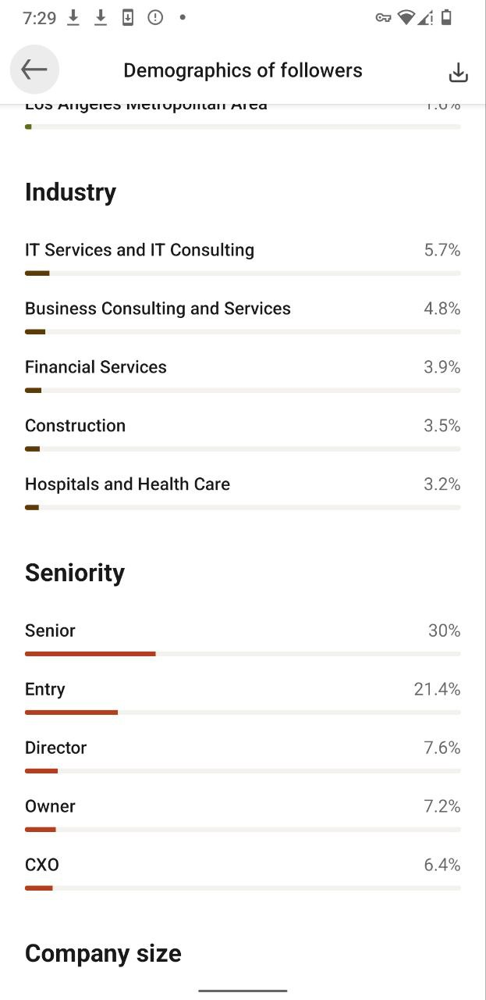 7:29
Demographics of followers
Los Angeles Metropolitan Area 1.6%
Industry
IT Services and IT Consulting 5.7%
Business Consulting and Services 4.8%
Financial Services 3.9%
Construction 3.5%
Hospitals and Health Care 3.2%
Seniority
Senior 30%
Entry 21.4%
Director 7.6%
Owner 7.2%
CXO 6.4%
Company size